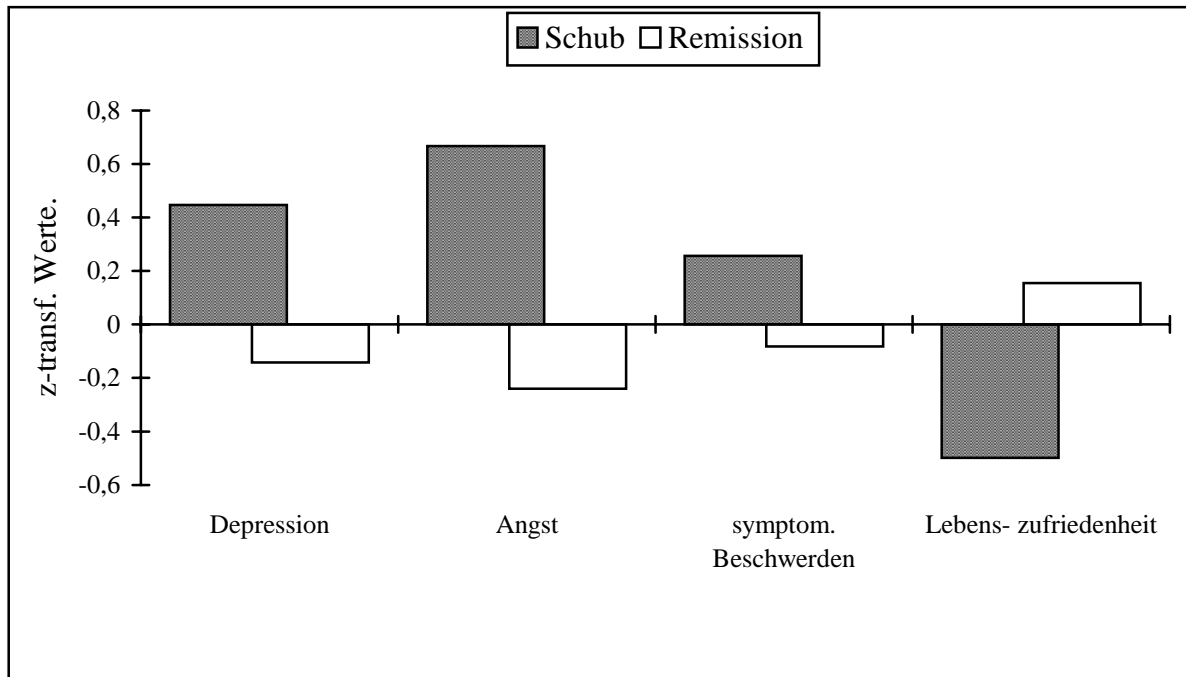 Schub Remission
z-transf. Werte.
0,8
0,6
0,4
0,2
0
-0,2
-0,4
-0,6
Depression
Angst
symptom.
Beschwerden
Lebens- zufriedenheit